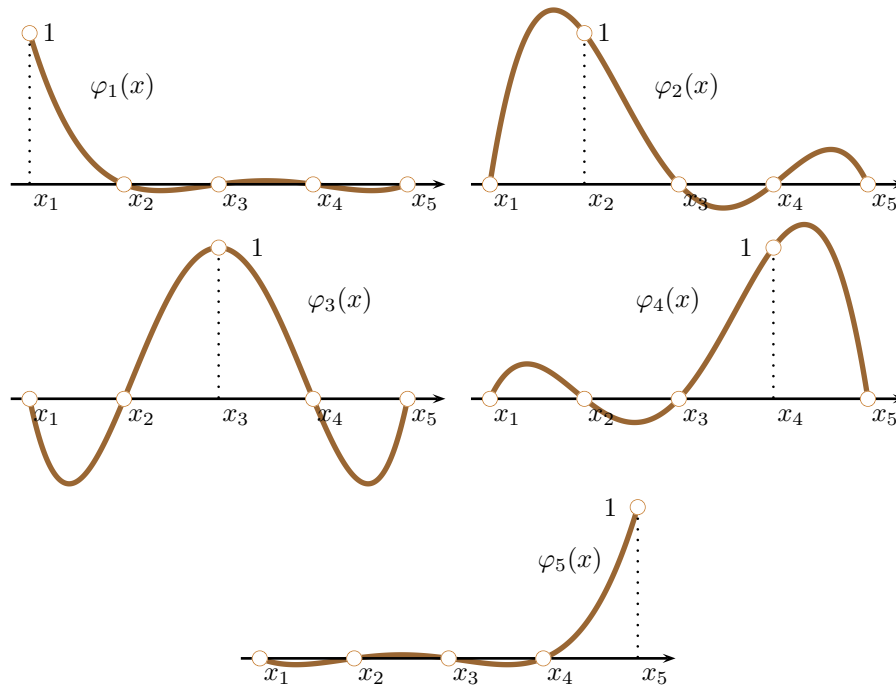 1
φ₁(x)
x₁ x₂ x₃ x₄ x₅
1
φ₂(x)
x₁ x₂ x₃ x₄ x₅
1
φ₃(x)
x₁ x₂ x₃ x₄ x₅
1
φ₄(x)
x₁ x₂ x₃ x₄ x₅
1
φ₅(x)
x₁ x₂ x₃ x₄ x₅